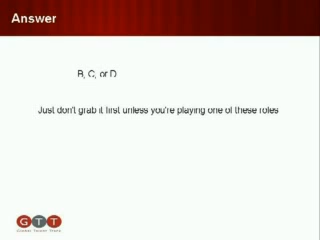 Answer
B, C, or D
Just don't grab it first unless you're playing one of these roles
GTT